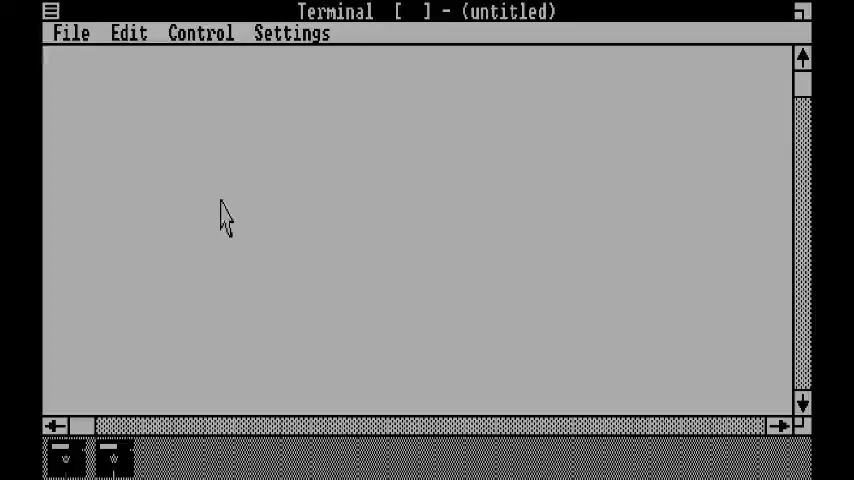 Terminal [ ] - (untitled)
File Edit Control Settings